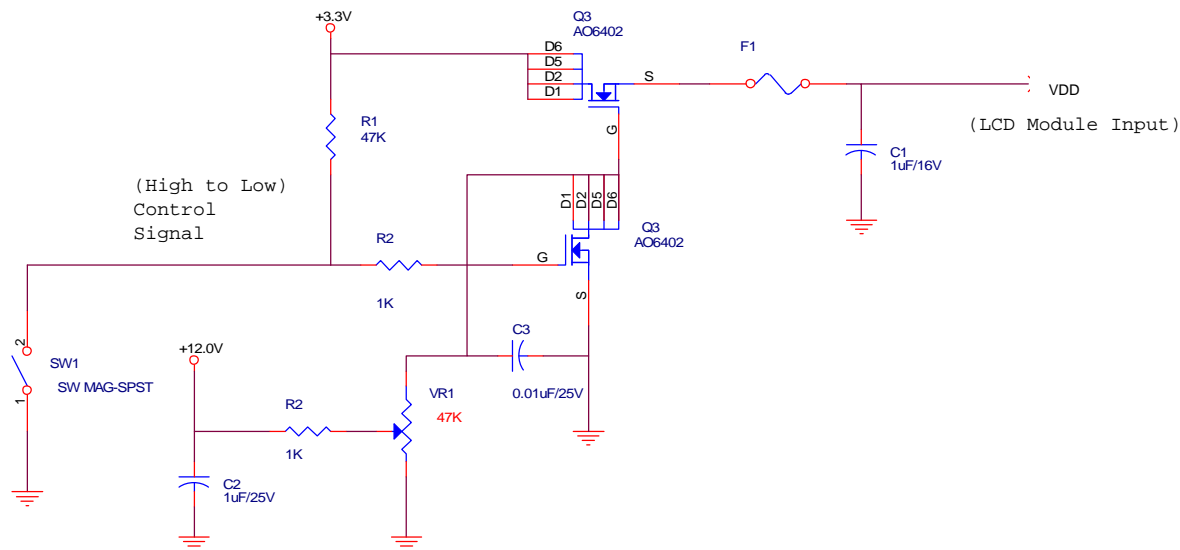 +3.3V
Q3
AO6402
D6
D5
D2
D1
S
G
F1
VDD
(LCD Module Input)
R1
47K
C1
1uF/16V
(High to Low)
Control
Signal
D1
D2
D5
D6
Q3
AO6402
R2
1K
G
S
2
1
SW1
SW MAG-SPST
+12.0V
C3
0.01uF/25V
R2
1K
VR1
47K
C2
1uF/25V